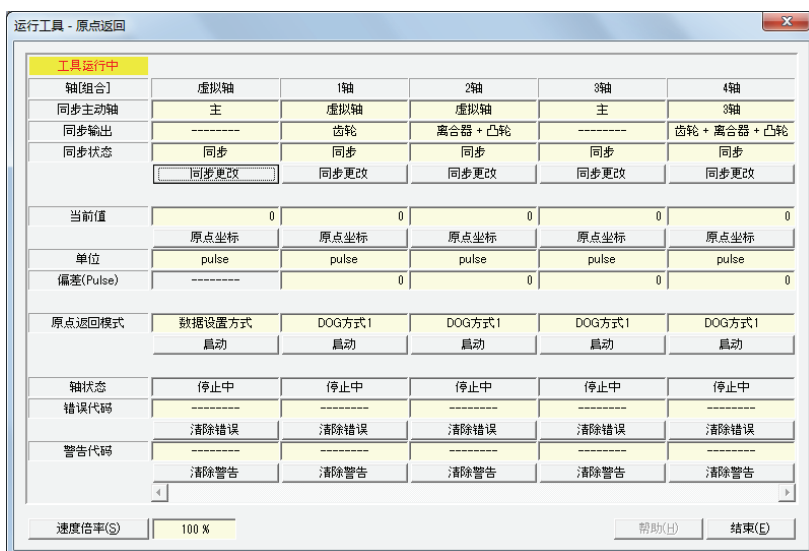 运行工具 - 原点返回
工具运行中
轴[组合] 虚拟轴 1轴 2轴 3轴 4轴
同步主动轴 主 虚拟轴 虚拟轴 主 3轴
同步输出 -------- 齿轮 离合器 + 凸轮 -------- 齿轮 + 离合器 + 凸轮
同步状态 同步 同步 同步 同步 同步
同步更改 同步更改 同步更改 同步更改 同步更改
当前值 0 0 0 0 0
原点坐标 原点坐标 原点坐标 原点坐标 原点坐标
单位 pulse pulse pulse pulse pulse
偏差(Pulse) -------- 0 0 0 0
原点返回模式 数据设置方式 DOG方式1 DOG方式1 DOG方式1 DOG方式1
启动 启动 启动 启动 启动
轴状态 停止中 停止中 停止中 停止中 停止中
错误代码 -------- -------- -------- -------- --------
清除错误 清除错误 清除错误 清除错误 清除错误
警告代码 -------- -------- -------- -------- --------
清除警告 清除警告 清除警告 清除警告 清除警告
速度倍率(S) 100 % 帮助(H) 结束(E)